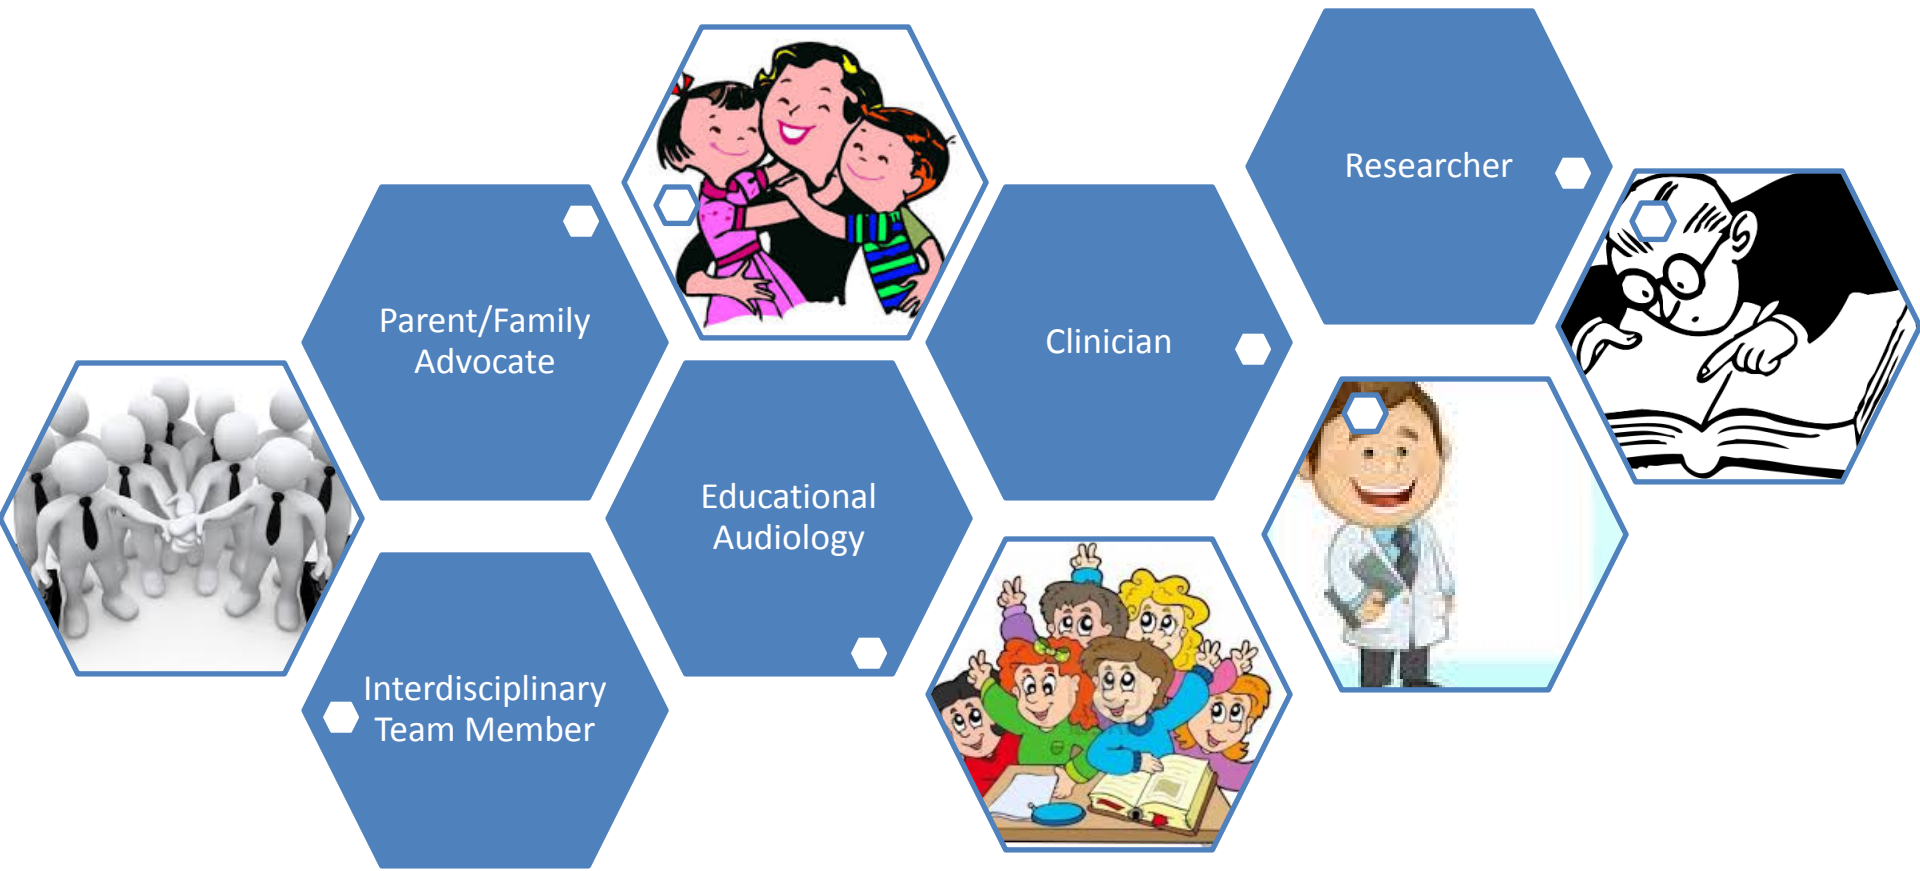 Researcher
Parent/Family
Advocate
Clinician
Educational
Audiology
Interdisciplinary
Team Member